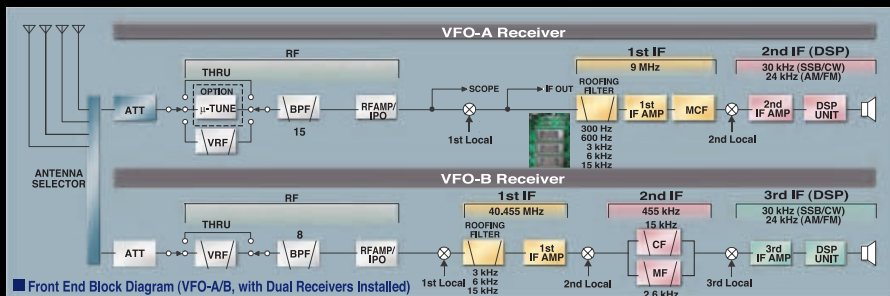 VFO-A Receiver
RF
1st IF
9 MHz
2nd IF (DSP)
30 kHz (SSB/CW)
24 kHz (AM/FM)
THRU
OPTION
μ-TUNE
SCOPE
IF OUT
ROOFING
FILTER
ATT
BPF
15
RFAMP/
IPO
1st Local
1st
IF AMP
MCF
2nd Local
2nd
IF AMP
DSP
UNIT
VRF
300 Hz
600 Hz
3 kHz
6 kHz
15 kHz
ANTENNA
SELECTOR
VFO-B Receiver
RF
1st IF
40.455 MHz
2nd IF
455 kHz
3rd IF (DSP)
30 kHz (SSB/CW)
24 kHz (AM/FM)
THRU
ATT
VRF
8
BPF
RFAMP/
IPO
1st Local
ROOFING
FILTER
3 kHz
6 kHz
15 kHz
1st
IF AMP
2nd Local
15 kHz
CF
MF
2.6 kHz
3rd Local
3rd
IF AMP
DSP
UNIT
Front End Block Diagram (VFO-A/B, with Dual Receivers Installed)